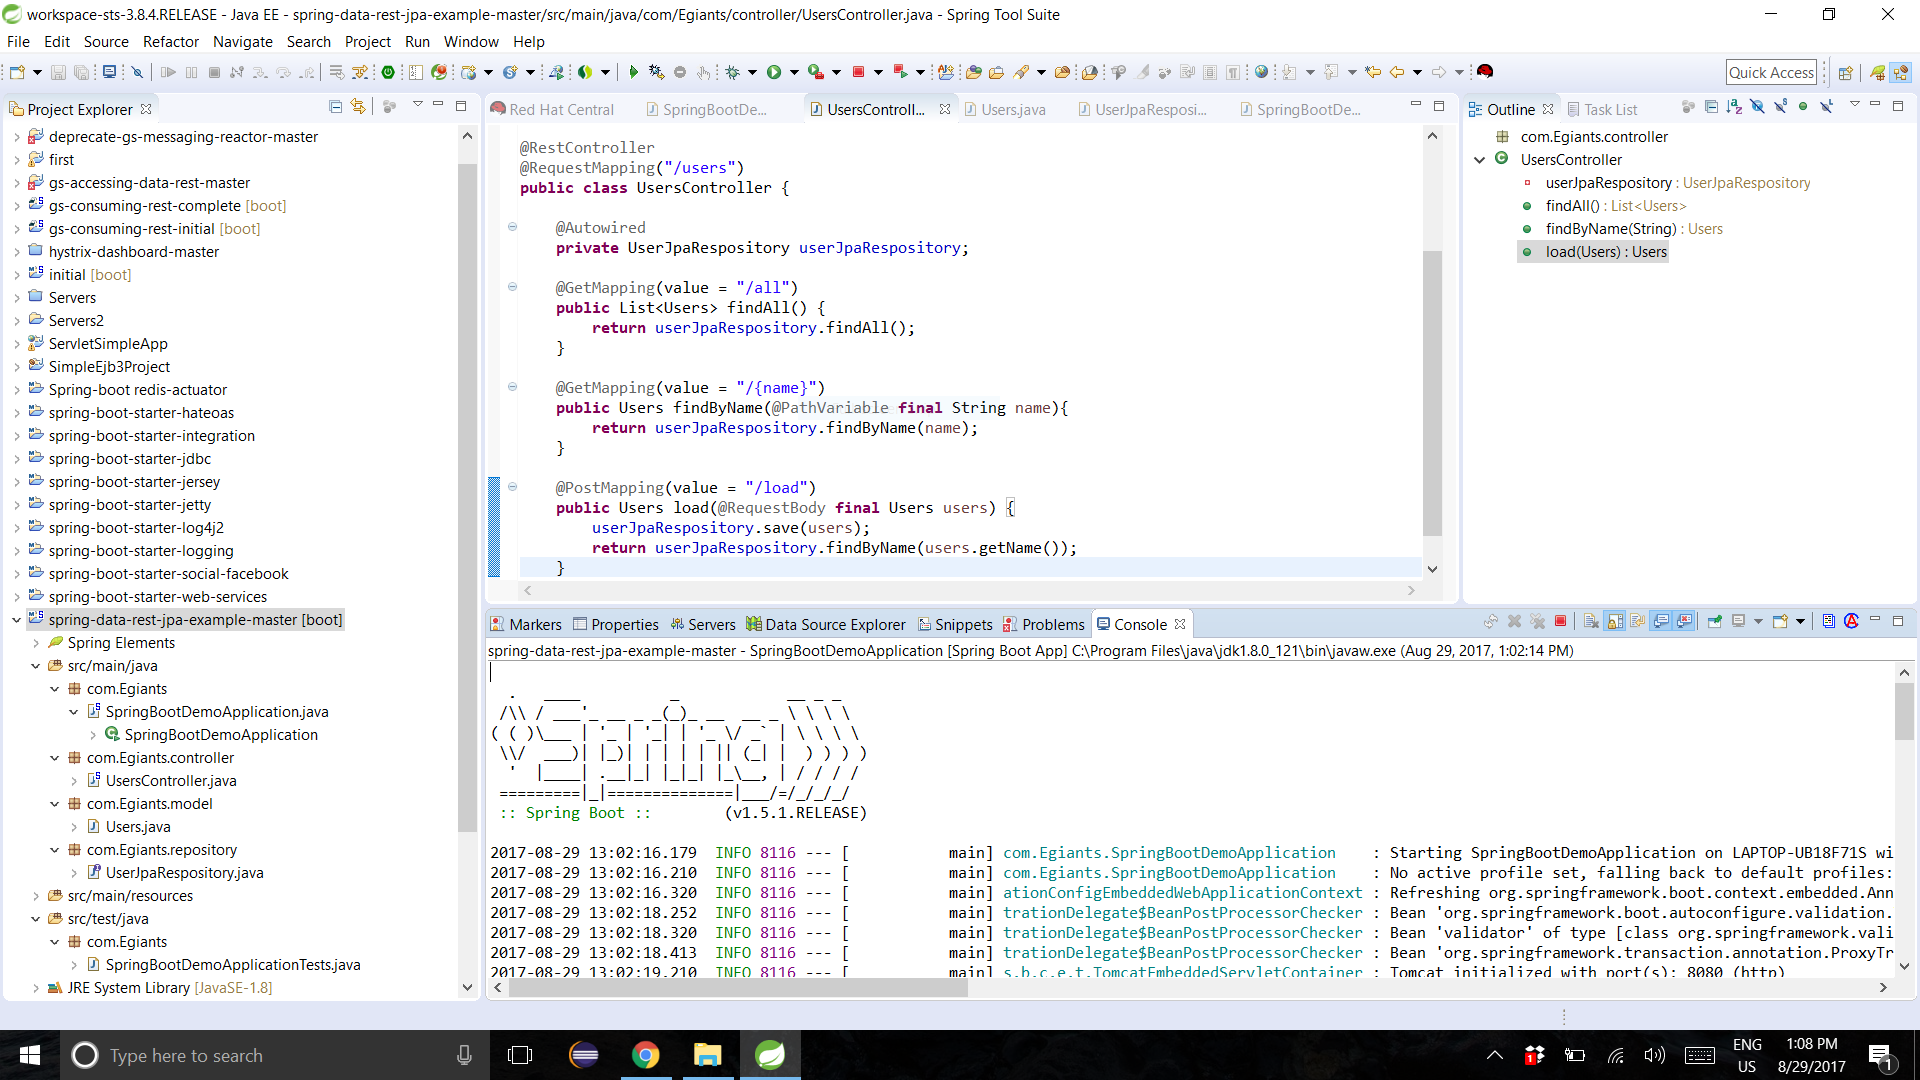 workspace-sts-3.8.4.RELEASE - Java EE - spring-data-rest-jpa-example-master/src/main/java/com/Egiants/controller/UsersController.java - Spring Tool Suite
File Edit Source Refactor Navigate Search Project Run Window Help
Quick Access
Project Explorer
deprecate-gs-messaging-reactor-master
first
gs-accessing-data-rest-master
gs-consuming-rest-complete [boot]
gs-consuming-rest-initial [boot]
hystrix-dashboard-master
initial [boot]
Servers
Servers2
ServletSimpleApp
SimpleEjb3Project
Spring-boot redis-actuator
spring-boot-starter-hateoas
spring-boot-starter-integration
spring-boot-starter-jdbc
spring-boot-starter-jersey
spring-boot-starter-jetty
spring-boot-starter-log4j2
spring-boot-starter-logging
spring-boot-starter-social-facebook
spring-boot-starter-web-services
spring-data-rest-jpa-example-master [boot]
Spring Elements
src/main/java
com.Egiants
SpringBootDemoApplication.java
SpringBootDemoApplication
com.Egiants.controller
UsersController.java
com.Egiants.model
Users.java
com.Egiants.repository
UserJpaRespository.java
src/main/resources
src/test/java
com.Egiants
SpringBootDemoApplicationTests.java
JRE System Library [JavaSE-1.8]
Red Hat Central SpringBootDe... UsersControll... Users.java UserJpaResposi... SpringBootDe...
@RestController
@RequestMapping("/users")
public class UsersController {
@Autowired
private UserJpaRespository userJpaRespository;
@GetMapping(value = "/all")
public List<Users> findAll() {
return userJpaRespository.findAll();
}
@GetMapping(value = "/{name}")
public Users findByName(@PathVariable final String name){
return userJpaRespository.findByName(name);
}
@PostMapping(value = "/load")
public Users load(@RequestBody final Users users) {
userJpaRespository.save(users);
return userJpaRespository.findByName(users.getName());
}
Outline Task List
com.Egiants.controller
UsersController
userJpaRespository : UserJpaRespository
findAll() : List<Users>
findByName(String) : Users
load(Users) : Users
Markers Properties Servers Data Source Explorer Snippets Problems Console
spring-data-rest-jpa-example-master - SpringBootDemoApplication [Spring Boot App] C:\Program Files\java\jdk1.8.0_121\bin\javaw.exe (Aug 29, 2017, 1:02:14 PM)
Spring
:: Spring Boot :: (v1.5.1.RELEASE)
2017-08-29 13:02:16.179 INFO 8116 --- [ main] com.Egiants.SpringBootDemoApplication : Starting SpringBootDemoApplication on LAPTOP-UB18F71S wi
2017-08-29 13:02:16.210 INFO 8116 --- [ main] com.Egiants.SpringBootDemoApplication : No active profile set, falling back to default profiles:
2017-08-29 13:02:16.320 INFO 8116 --- [ main] ationConfigEmbeddedWebApplicationContext : Refreshing org.springframework.boot.context.embedded.Ann
2017-08-29 13:02:18.252 INFO 8116 --- [ main] trationDelegate$BeanPostProcessorChecker : Bean 'org.springframework.boot.autoconfigure.validation.
2017-08-29 13:02:18.320 INFO 8116 --- [ main] trationDelegate$BeanPostProcessorChecker : Bean 'validator' of type [class org.springframework.vali
2017-08-29 13:02:18.413 INFO 8116 --- [ main] trationDelegate$BeanPostProcessorChecker : Bean 'org.springframework.transaction.annotation.ProxyTr
2017-08-29 13:02:19.210 INFO 8116 --- [ main] s.b.c.e.t.TomcatEmbeddedServletContainer : Tomcat initialized with port(s): 8080 (http)
Type here to search
ENG
US
1:08 PM
8/29/2017
1
1